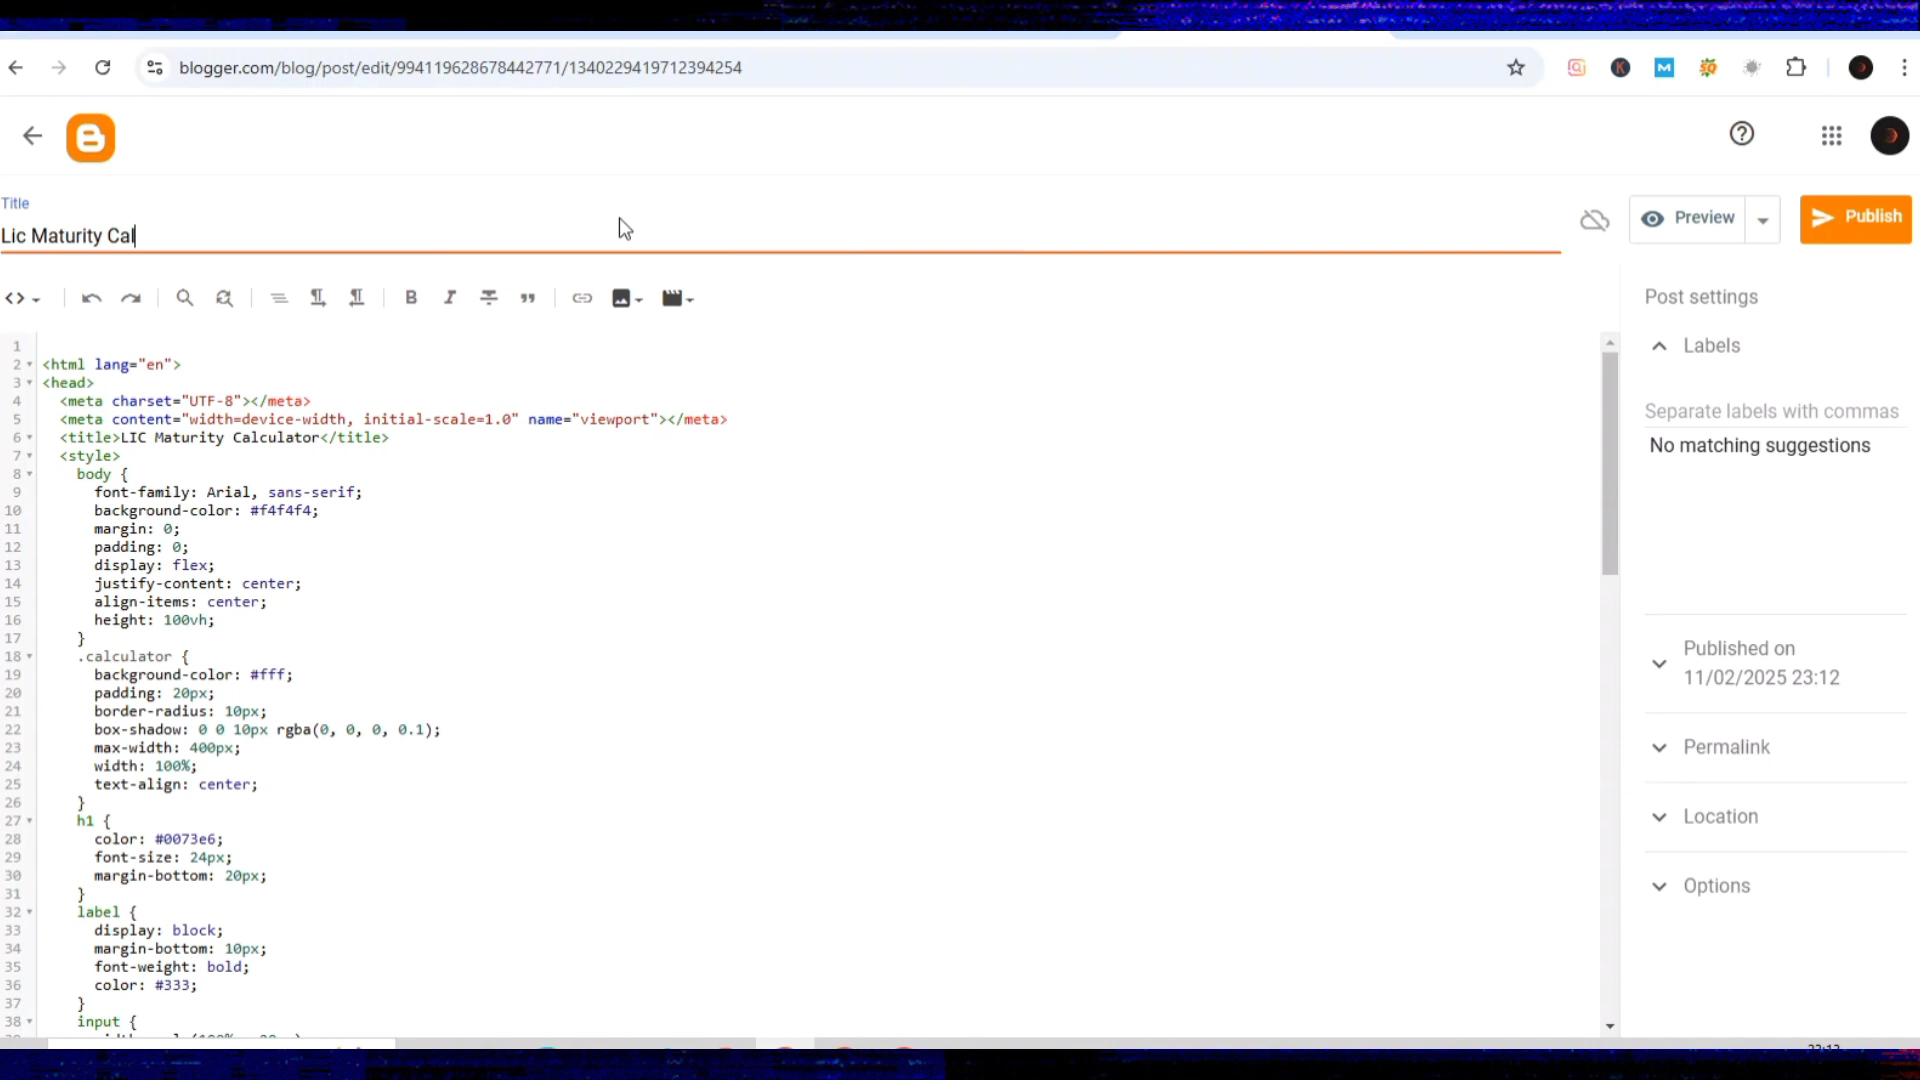 blogger.com/blog/post/edit/994119628678442771/1340229419712394254
Title
Lic Maturity Cal
Preview
Publish
Post settings
Labels
Separate labels with commas
No matching suggestions
Published on
11/02/2025 23:12
Permalink
Location
Options
1
2 <html lang="en">
3 <head>
4 <meta charset="UTF-8"></meta>
5 <meta content="width=device-width, initial-scale=1.0" name="viewport"></meta>
6 <title>LIC Maturity Calculator</title>
7 <style>
8 body {
9 font-family: Arial, sans-serif;
10 background-color: #f4f4f4;
11 margin: 0;
12 padding: 0;
13 display: flex;
14 justify-content: center;
15 align-items: center;
16 height: 100vh;
17 }
18 .calculator {
19 background-color: #fff;
20 padding: 20px;
21 border-radius: 10px;
22 box-shadow: 0 0 10px rgba(0, 0, 0, 0.1);
23 max-width: 400px;
24 width: 100%;
25 text-align: center;
26 }
27 h1 {
28 color: #0073e6;
29 font-size: 24px;
30 margin-bottom: 20px;
31 }
32 label {
33 display: block;
34 margin-bottom: 10px;
35 font-weight: bold;
36 color: #333;
37 }
38 input {